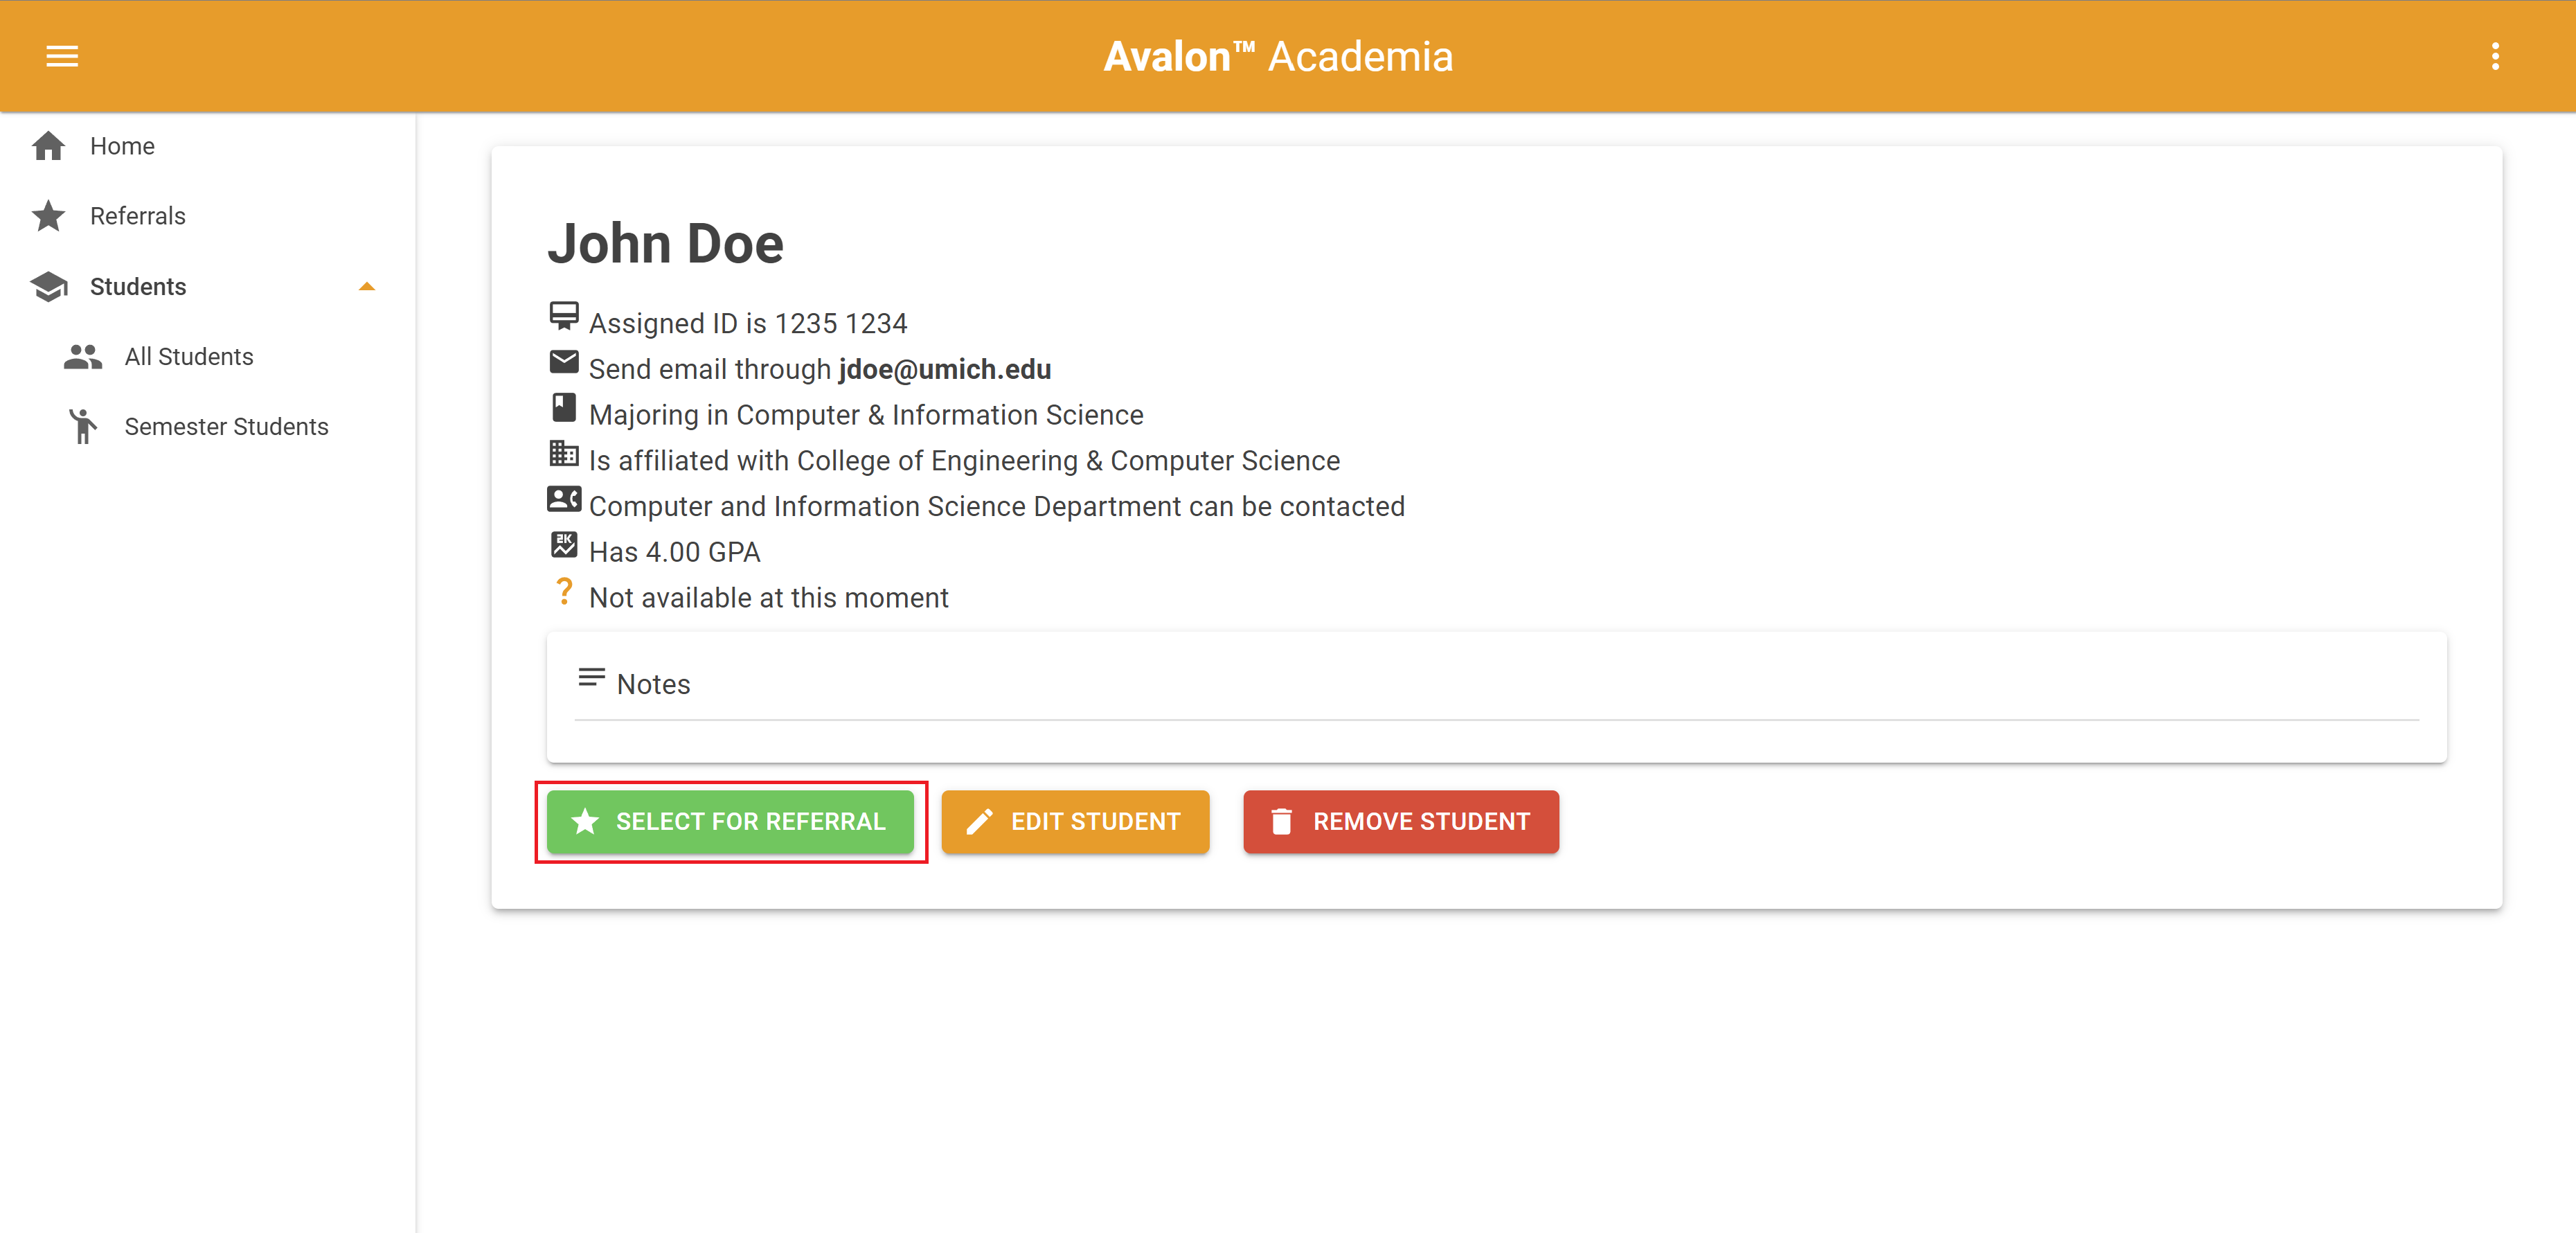 Avalon™ Academia
Home
Referrals
Students
All Students
Semester Students
John Doe
Assigned ID is 1235 1234
Send email through jdoe@umich.edu
Majoring in Computer & Information Science
Is affiliated with College of Engineering & Computer Science
Computer and Information Science Department can be contacted
2K
Has 4.00 GPA
? Not available at this moment
Notes
SELECT FOR REFERRAL
EDIT STUDENT
REMOVE STUDENT